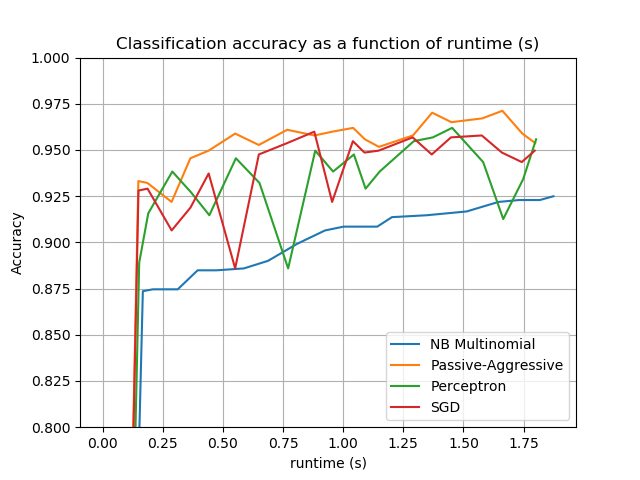 Classification accuracy as a function of runtime (s)
1.000
0.975
0.950
0.925
0.900
0.875
0.850
0.825
0.800
Accuracy
0.00 0.25 0.50 0.75 1.00 1.25 1.50 1.75
runtime (s)
NB Multinomial
Passive-Aggressive
Perceptron
SGD